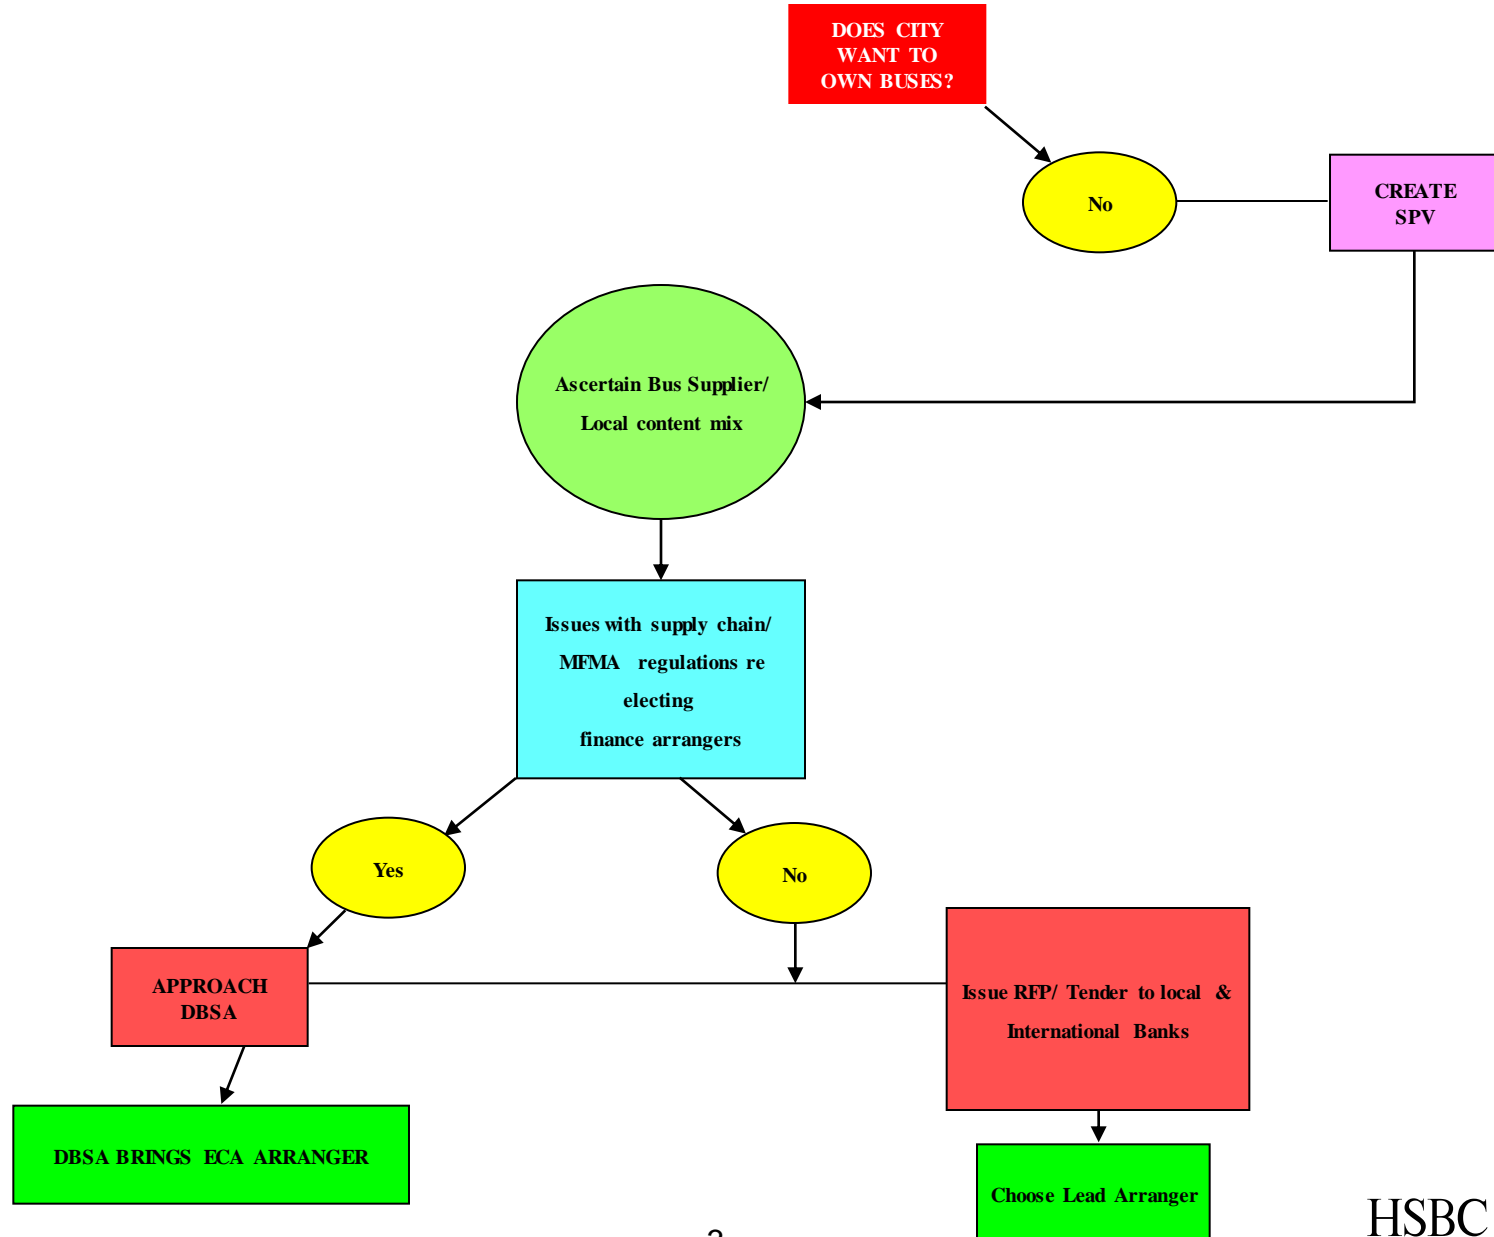 DOES CITY
WANT TO
OWN BUSES?
No
CREATE
SPV
Ascertain Bus Supplier/
Local content mix
Issues with supply chain/
MFMA regulations re
electing
finance arrangers
Yes
No
APPROACH
DBSA
Issue RFP/ Tender to local &
International Banks
DBSA BRINGS ECA ARRANGER
Choose Lead Arranger
HSBC